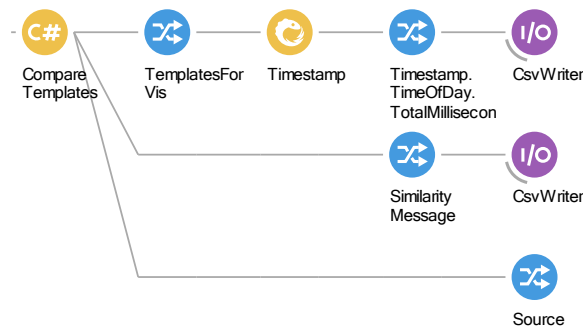 C#
I/O
Compare
Templates
TemplatesFor
Vis
Timestamp
Timestamp.
TimeOfDay.
TotalMillisecon
CsvWriter
I/O
Similarity
Message
CsvWriter
Source